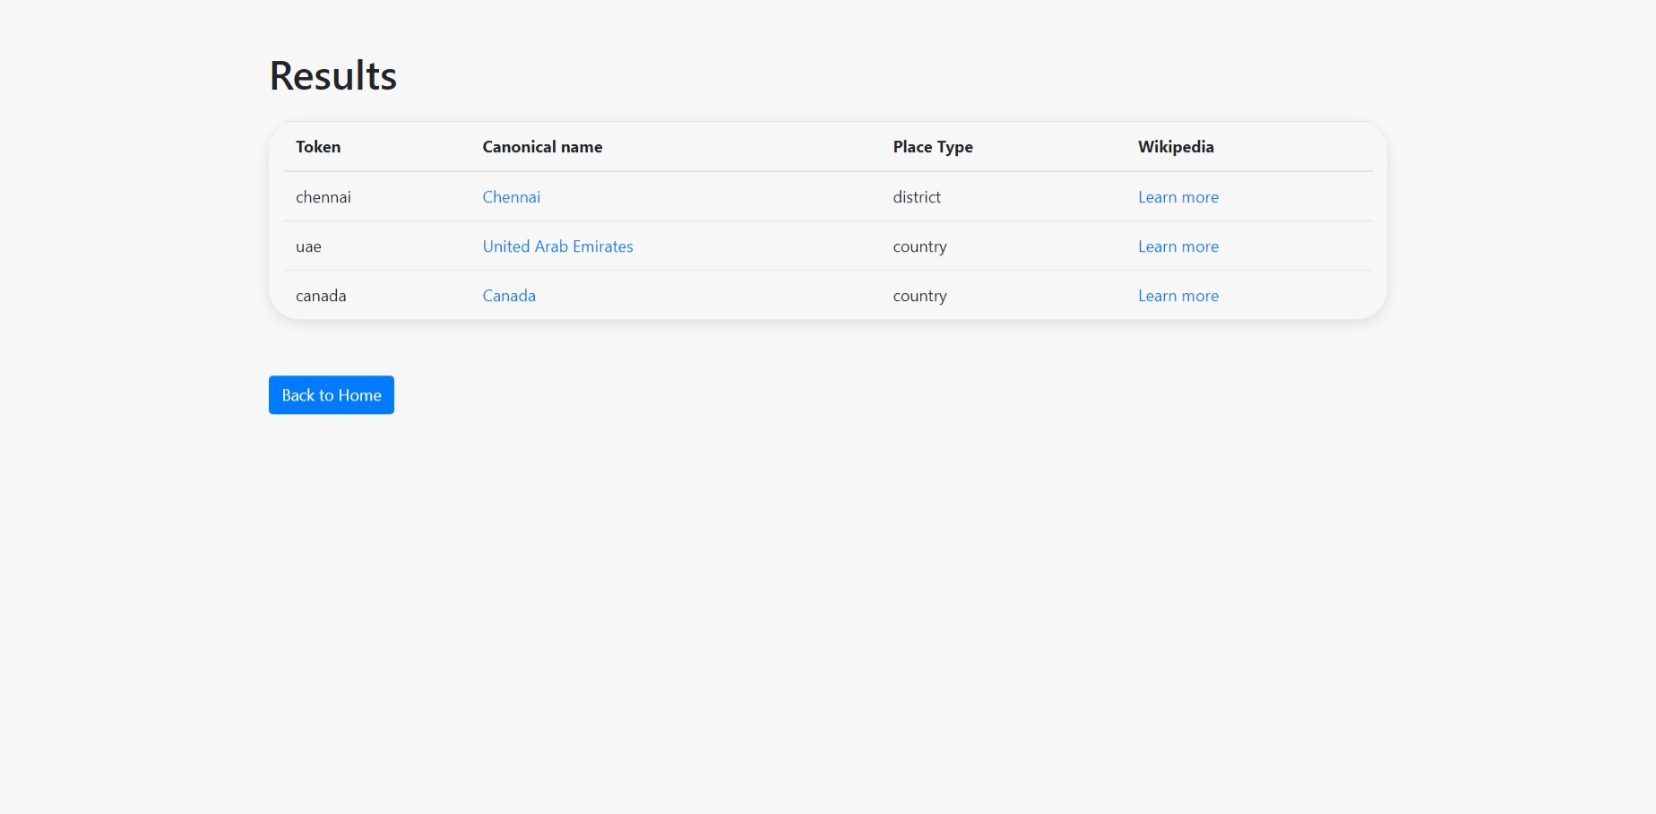 Results
Token Canonical name Place Type Wikipedia
chennai Chennai district Learn more
uae United Arab Emirates country Learn more
canada Canada country Learn more
Back to Home